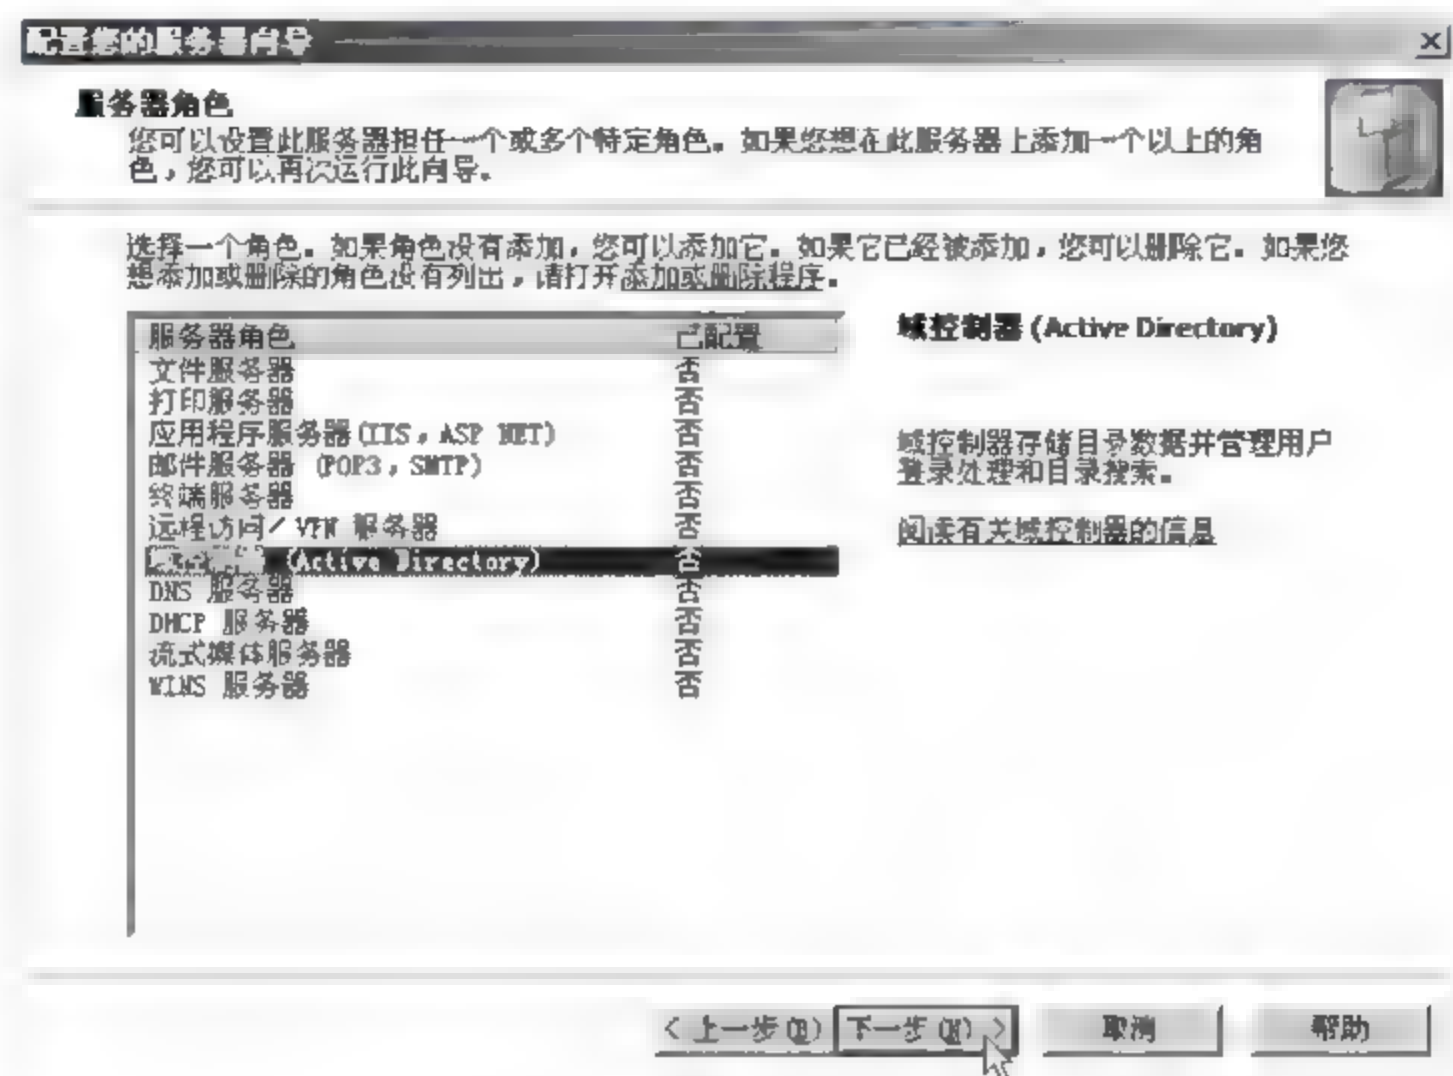 配置您的服务器向导
服务器角色
您可以设置此服务器担任一个或多个特定角色。如果您想在此服务器上添加一个以上的角
色，您可以再次运行此向导。
选择一个角色。如果角色没有添加，您可以添加它。如果它已经被添加，您可以删除它。如果您
想添加或删除的角色没有列出，请打开添加或删除程序。
服务器角色 已配置
文件服务器 否
打印服务器 否
应用程序服务器(IIS，ASP NET) 否
邮件服务器 (POP3，SMTP) 否
终端服务器 否
远程访问/ VPN 服务器 否
(Active Directory) 否
DNS 服务器 否
DHCP 服务器 否
流式媒体服务器 否
WINS 服务器 否
域控制器 (Active Directory)
域控制器存储目录数据并管理用户
登录处理和目录搜索。
阅读有关域控制器的信息
< 上一步(B) 下一步(N) > 取消 帮助